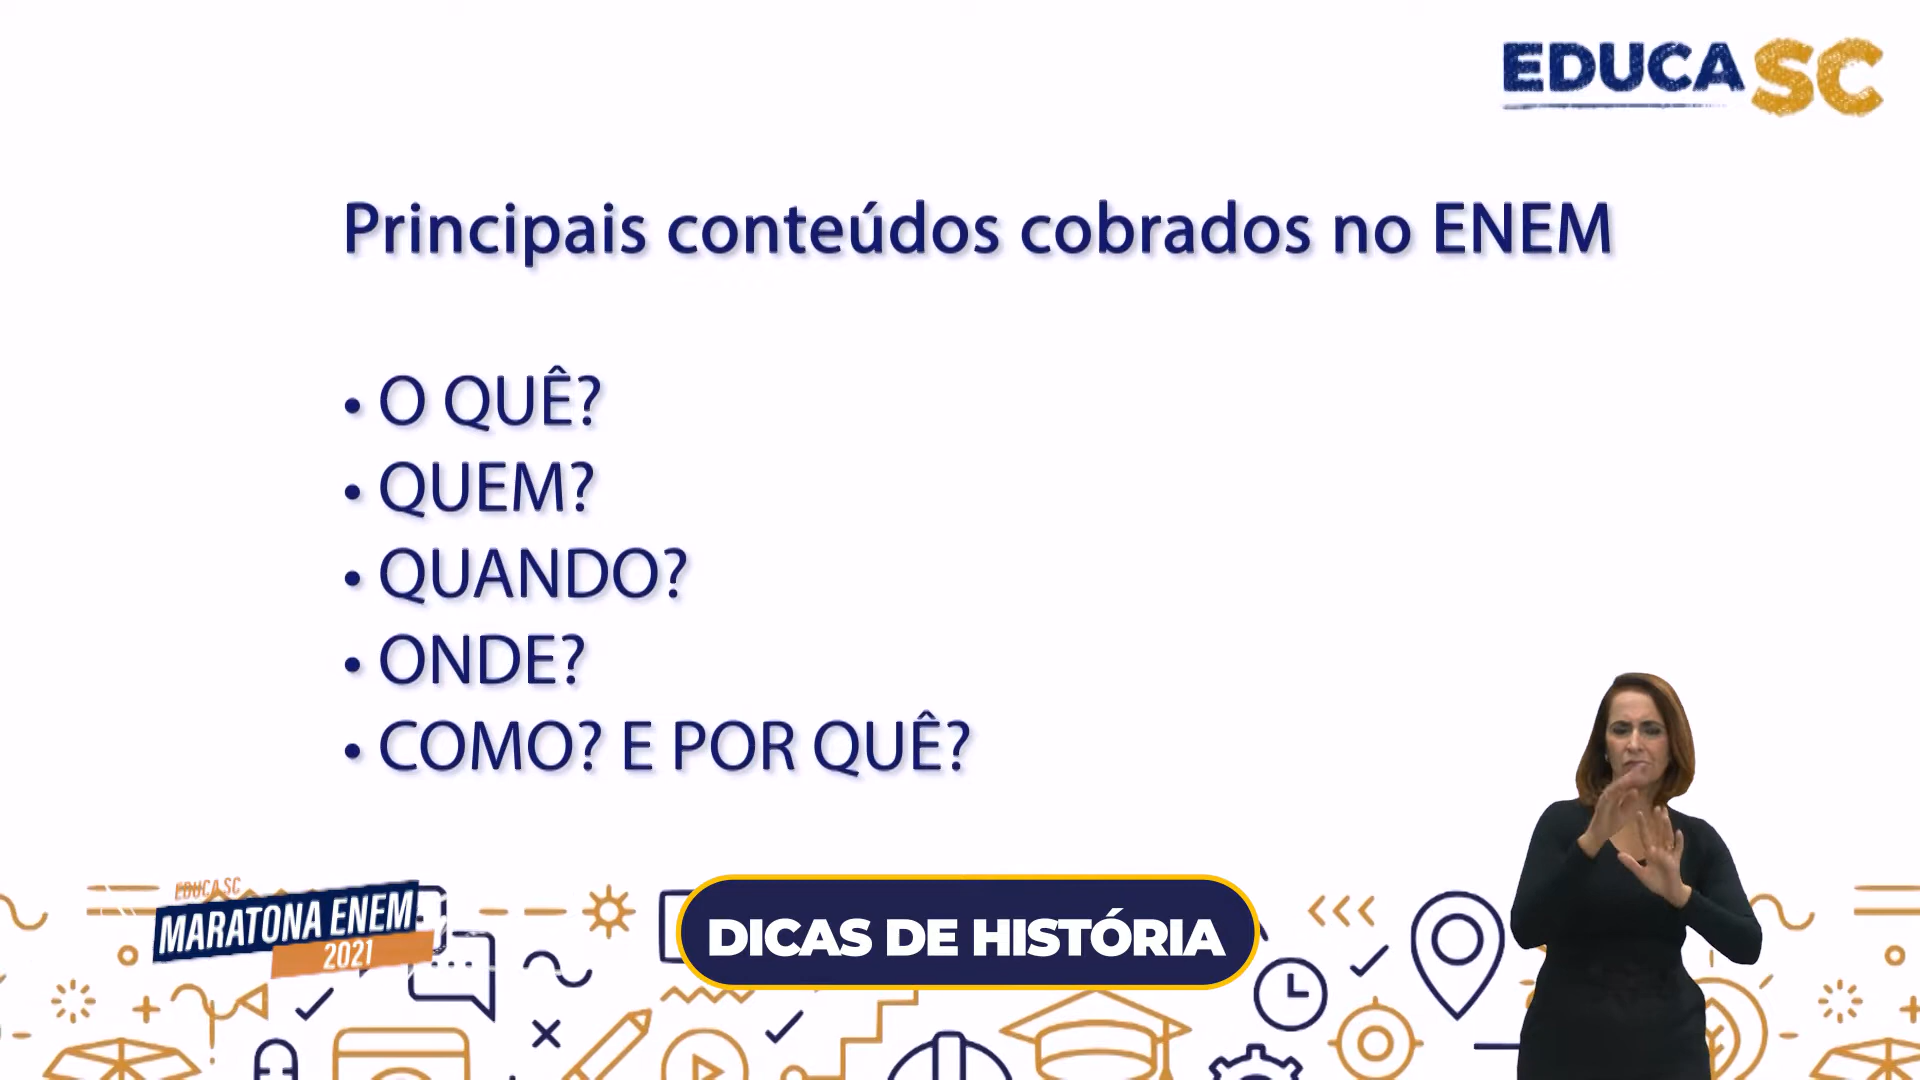 EDUCA SC
Principais conteúdos cobrados no ENEM
• O QUÊ?
• QUEM?
• QUANDO?
• ONDE?
• COMO? E POR QUÊ?
EDUCA SC
MARATONA ENEM
2021
DICAS DE HISTÓRIA